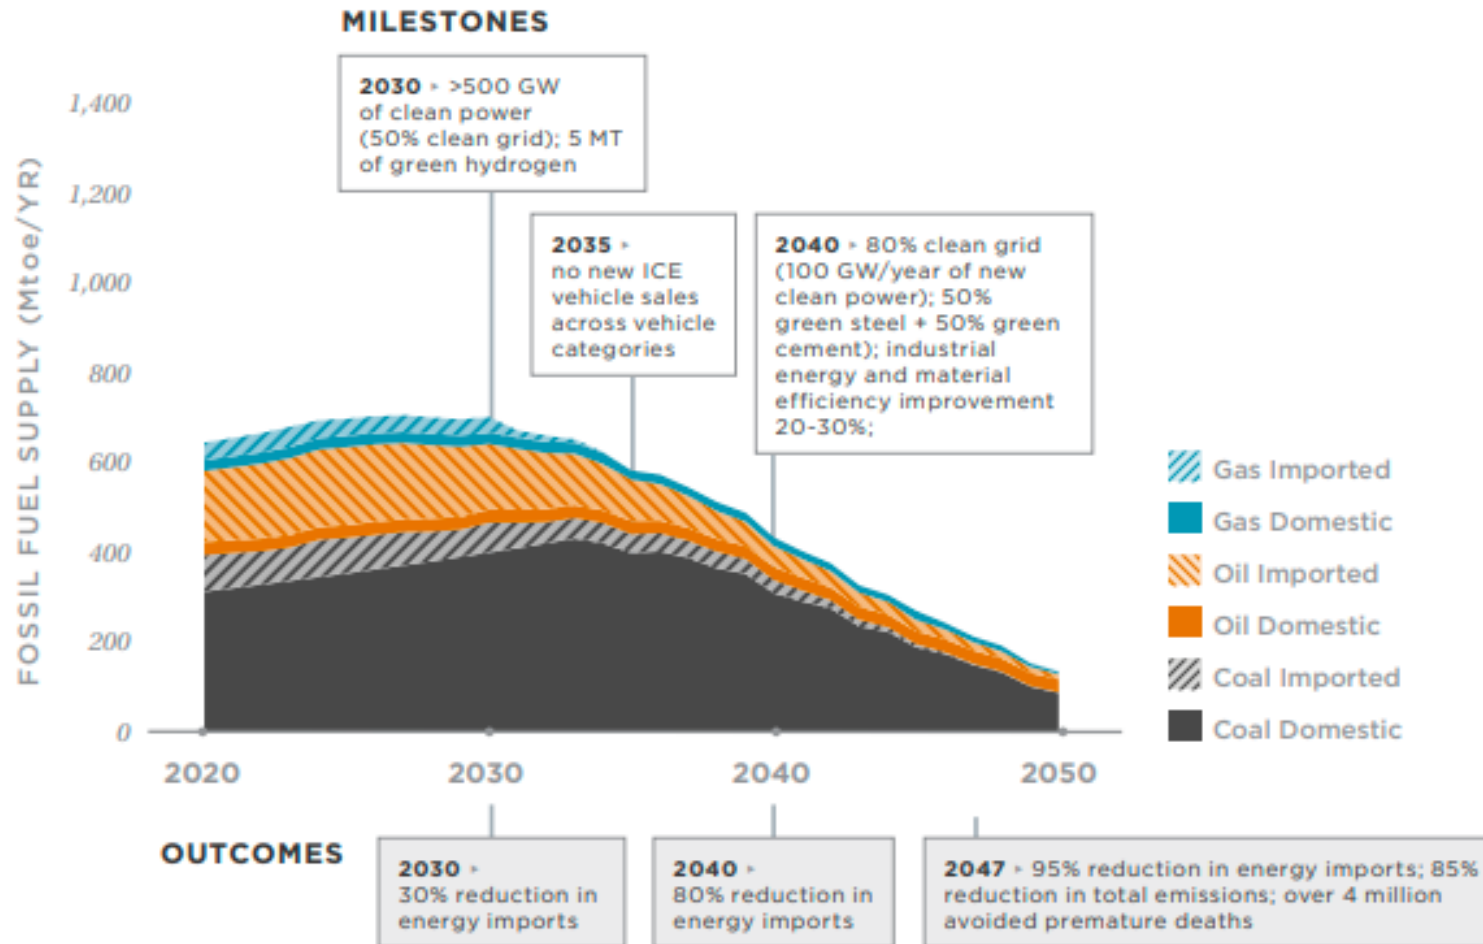 MILESTONES
2030 ▸ >500 GW
of clean power
(50% clean grid); 5 MT
of green hydrogen
2035 ▸
no new ICE
vehicle sales
across vehicle
categories
2040 ▸ 80% clean grid
(100 GW/year of new
clean power); 50%
green steel + 50% green
cement); industrial
energy and material
efficiency improvement
20-30%;
FOSSIL FUEL SUPPLY (Mtoe/YR)
1,400
1,200
1,000
800
600
400
200
0
2020
2030
2040
2050
Gas Imported
Gas Domestic
Oil Imported
Oil Domestic
Coal Imported
Coal Domestic
OUTCOMES
2030 ▸
30% reduction in
energy imports
2040 ▸
80% reduction in
energy imports
2047 ▸ 95% reduction in energy imports; 85%
reduction in total emissions; over 4 million
avoided premature deaths